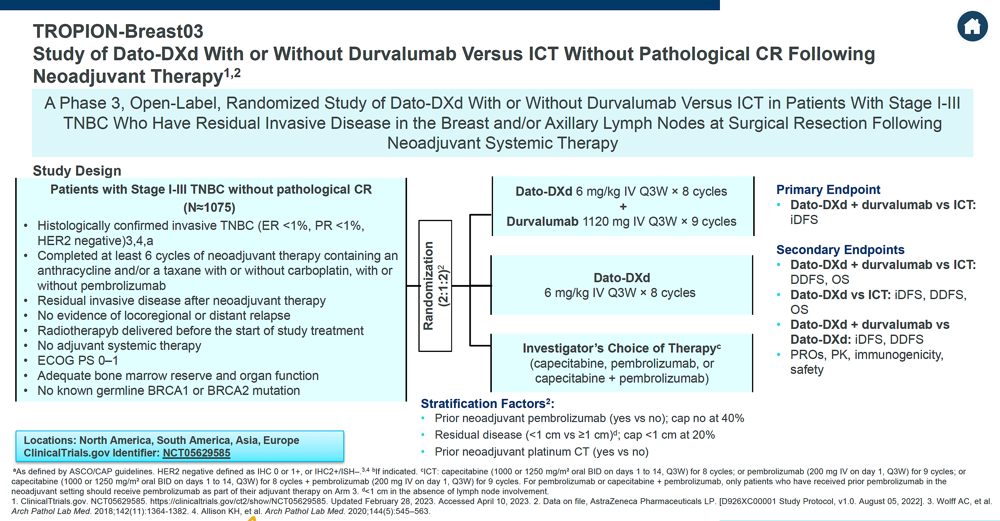 TROPION-Breast03
Study of Dato-DXd With or Without Durvalumab Versus ICT Without Pathological CR Following
Neoadjuvant Therapy¹,²
A Phase 3, Open-Label, Randomized Study of Dato-DXd With or Without Durvalumab Versus ICT in Patients With Stage I-III
TNBC Who Have Residual Invasive Disease in the Breast and/or Axillary Lymph Nodes at Surgical Resection Following
Neoadjuvant Systemic Therapy
Study Design
Patients with Stage I-III TNBC without pathological CR
(N≈1075)
• Histologically confirmed invasive TNBC (ER <1%, PR <1%,
HER2 negative)3,4,a
• Completed at least 6 cycles of neoadjuvant therapy containing an
anthracycline and/or a taxane with or without carboplatin, with or
without pembrolizumab
• Residual invasive disease after neoadjuvant therapy
• No evidence of locoregional or distant relapse
• Radiotherapyb delivered before the start of study treatment
• No adjuvant systemic therapy
• ECOG PS 0–1
• Adequate bone marrow reserve and organ function
• No known germline BRCA1 or BRCA2 mutation
Randomization
(2:1:2)²
Dato-DXd 6 mg/kg IV Q3W × 8 cycles
+
Durvalumab 1120 mg IV Q3W × 9 cycles
Dato-DXd
6 mg/kg IV Q3W × 8 cycles
Investigator’s Choice of Therapyᶜ
(capecitabine, pembrolizumab, or
capecitabine + pembrolizumab)
Primary Endpoint
• Dato-DXd + durvalumab vs ICT:
iDFS
Secondary Endpoints
• Dato-DXd + durvalumab vs ICT:
DDFS, OS
• Dato-DXd vs ICT: iDFS, DDFS,
OS
• Dato-DXd + durvalumab vs
Dato-DXd: iDFS, DDFS
• PROs, PK, immunogenicity,
safety
Stratification Factors²:
• Prior neoadjuvant pembrolizumab (yes vs no); cap no at 40%
• Residual disease (<1 cm vs ≥1 cm)ᵈ; cap <1 cm at 20%
• Prior neoadjuvant platinum CT (yes vs no)
Locations: North America, South America, Asia, Europe
ClinicalTrials.gov Identifier: NCT05629585
ᵃAs defined by ASCO/CAP guidelines. HER2 negative defined as IHC 0 or 1+, or IHC2+/ISH–.³,⁴ ᵇIf indicated. ᶜICT: capecitabine (1000 or 1250 mg/m² oral BID on days 1 to 14, Q3W) for 8 cycles; or pembrolizumab (200 mg IV on day 1, Q3W) for 9 cycles; or
capecitabine (1000 or 1250 mg/m² oral BID on days 1 to 14, Q3W) for 8 cycles + pembrolizumab (200 mg IV on day 1, Q3W) for 9 cycles. For pembrolizumab or capecitabine + pembrolizumab, only patients who have received prior pembrolizumab in the
neoadjuvant setting should receive pembrolizumab as part of their adjuvant therapy on Arm 3. ᵈ<1 cm in the absence of lymph node involvement.
1. ClinicalTtrials.gov. NCT05629585. https://clinicaltrials.gov/ct2/show/NCT05629585. Updated February 28, 2023. Accessed April 10, 2023. 2. Data on file, AstraZeneca Pharmaceuticals LP. [D926XC00001 Study Protocol, v1.0. August 05, 2022]. 3. Wolff AC, et al.
Arch Pathol Lab Med. 2018;142(11):1364-1382. 4. Allison KH, et al. Arch Pathol Lab Med. 2020;144(5):545–563.